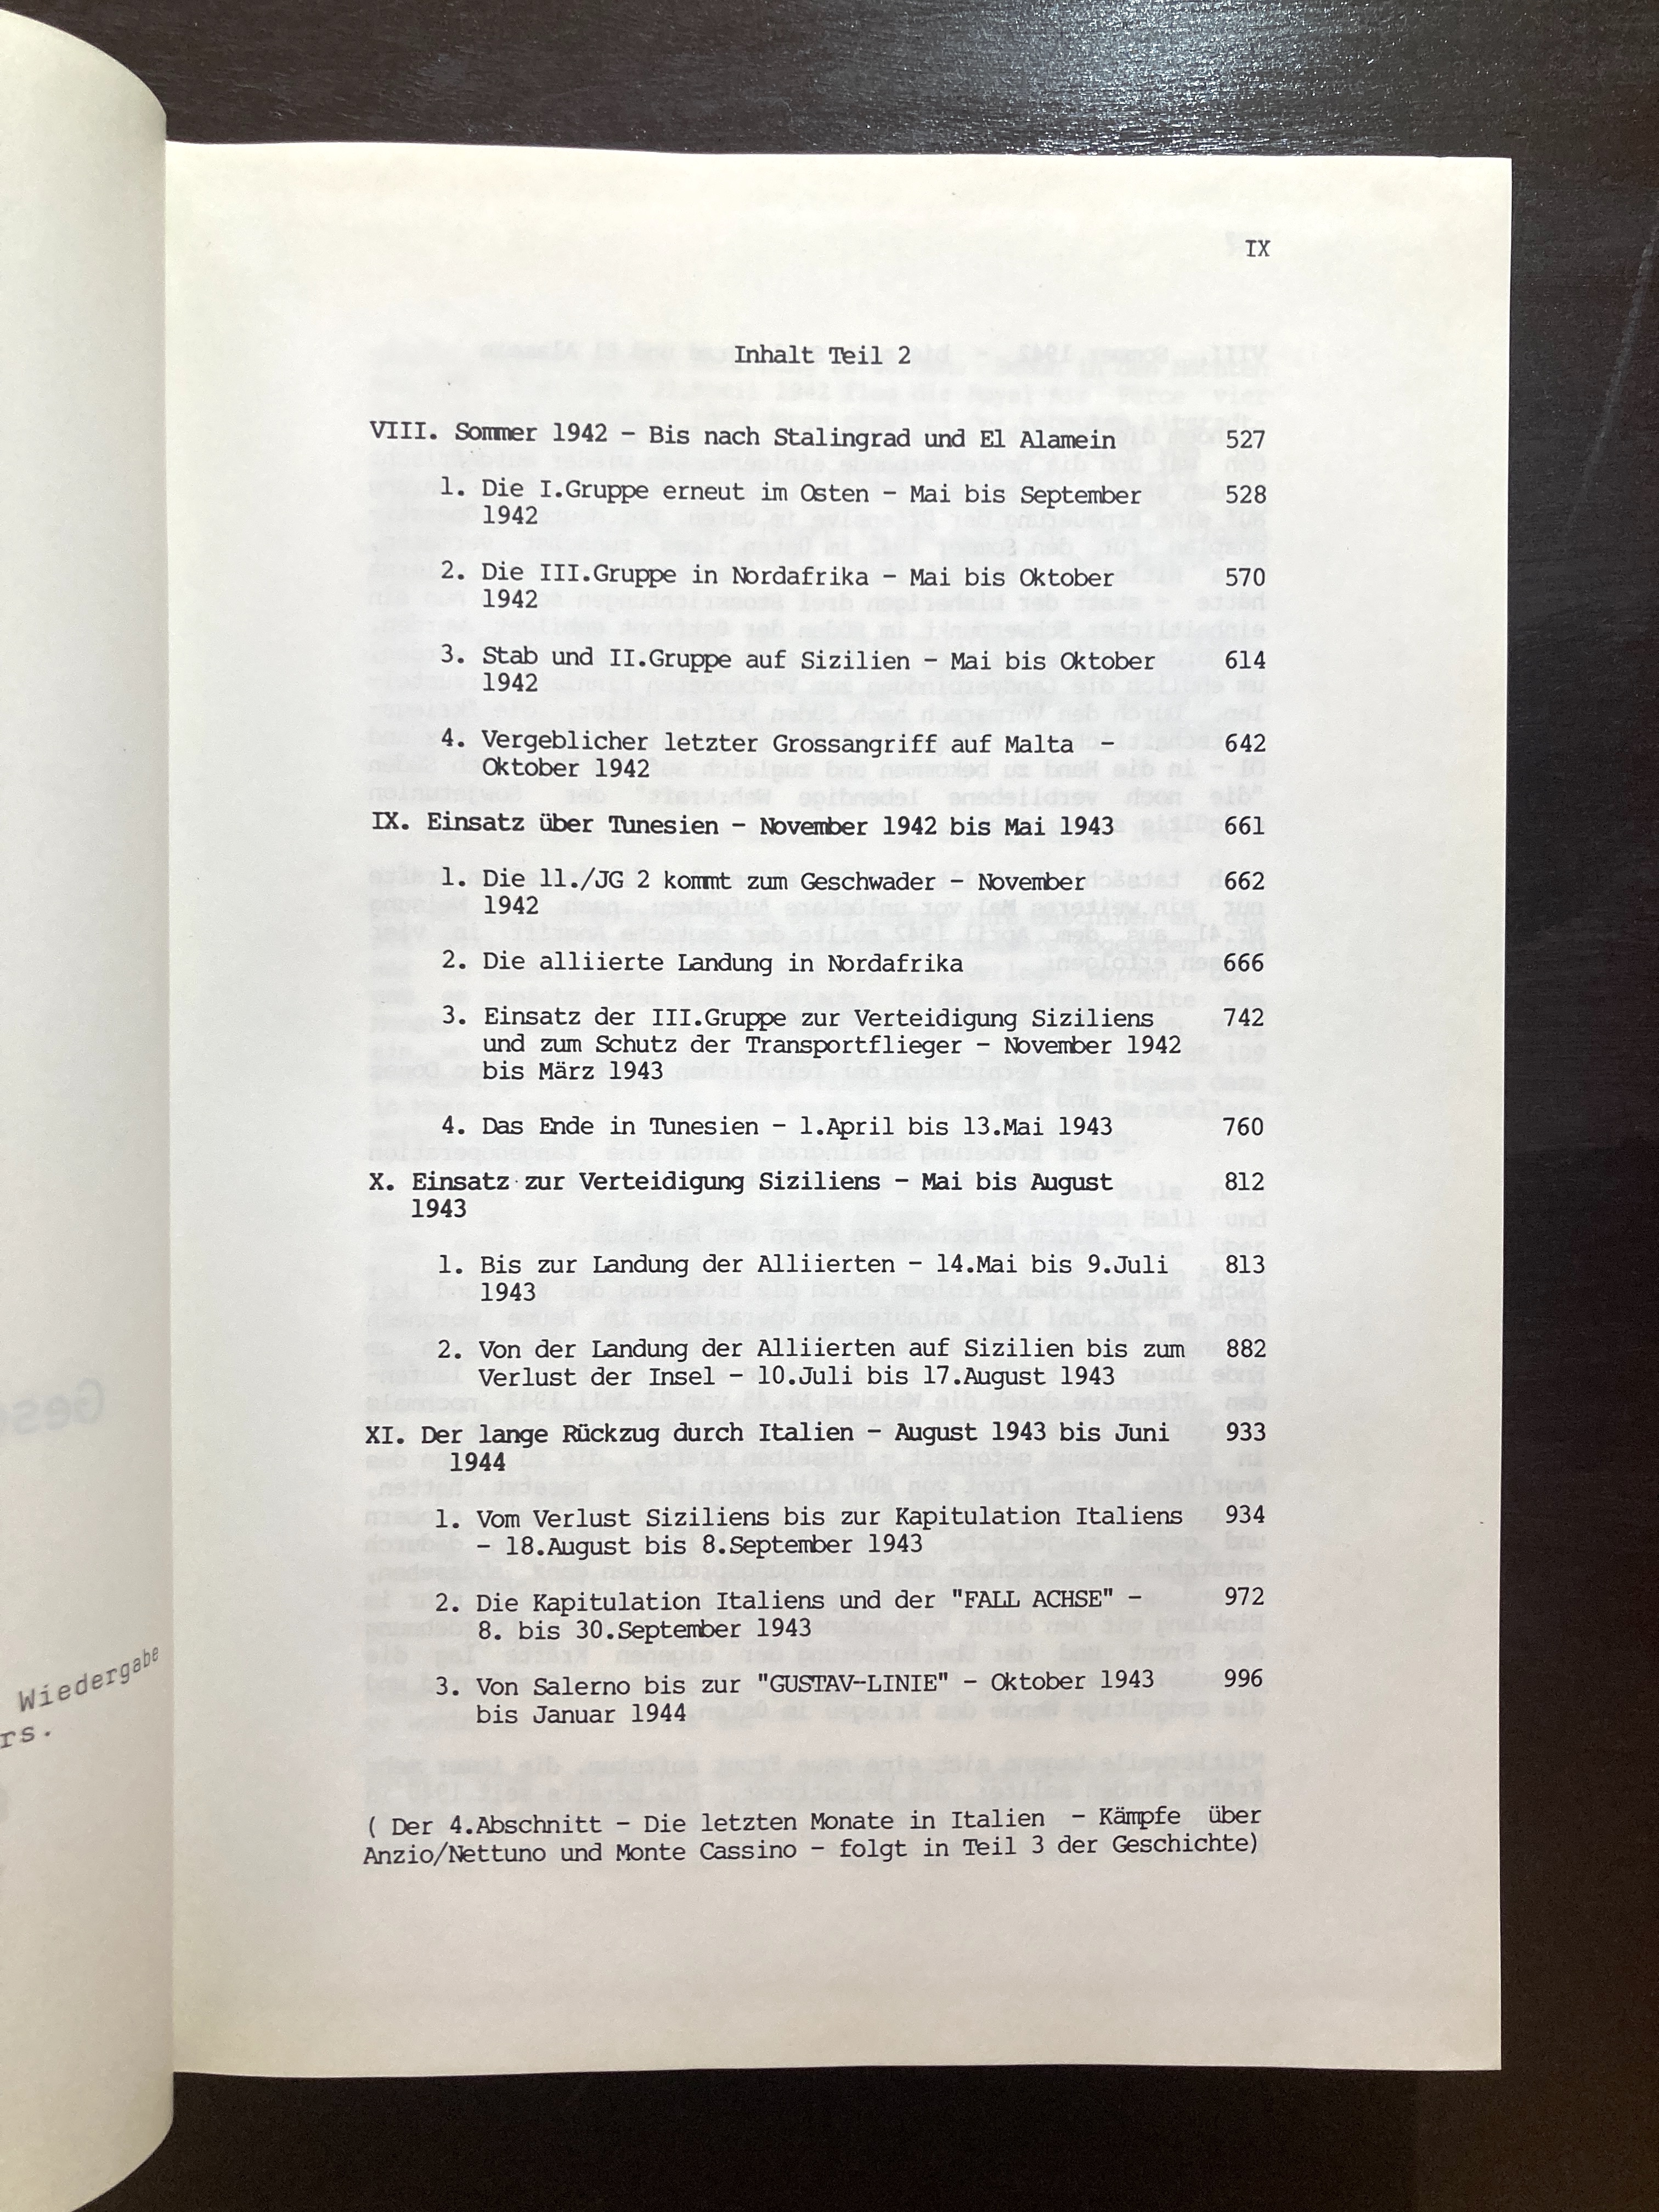 IX
Inhalt Teil 2
VIII. Sommer 1942 - Bis nach Stalingrad und El Alamein 527
1. Die I.Gruppe erneut im Osten - Mai bis September 528
1942
2. Die III.Gruppe in Nordafrika - Mai bis Oktober 570
1942
3. Stab und II.Gruppe auf Sizilien - Mai bis Oktober 614
1942
4. Vergeblicher letzter Grossangriff auf Malta - 642
Oktober 1942
IX. Einsatz über Tunesien - November 1942 bis Mai 1943 661
1. Die 11./JG 2 kommt zum Geschwader - November 662
1942
2. Die alliierte Landung in Nordafrika 666
3. Einsatz der III.Gruppe zur Verteidigung Siziliens 742
und zum Schutz der Transportflieger - November 1942
bis März 1943
4. Das Ende in Tunesien - 1.April bis 13.Mai 1943 760
X. Einsatz zur Verteidigung Siziliens - Mai bis August 812
1943
1. Bis zur Landung der Alliierten - 14.Mai bis 9.Juli 813
1943
2. Von der Landung der Alliierten auf Sizilien bis zum 882
Verlust der Insel - 10.Juli bis 17.August 1943
XI. Der lange Rückzug durch Italien - August 1943 bis Juni 933
1944
1. Vom Verlust Siziliens bis zur Kapitulation Italiens 934
- 18.August bis 8.September 1943
2. Die Kapitulation Italiens und der "FALL ACHSE" - 972
8. bis 30.September 1943
3. Von Salerno bis zur "GUSTAV-LINIE" - Oktober 1943 996
bis Januar 1944
( Der 4.Abschnitt - Die letzten Monate in Italien - Kämpfe über
Anzio/Nettuno und Monte Cassino - folgt in Teil 3 der Geschichte)
Wiedergabe
rs.